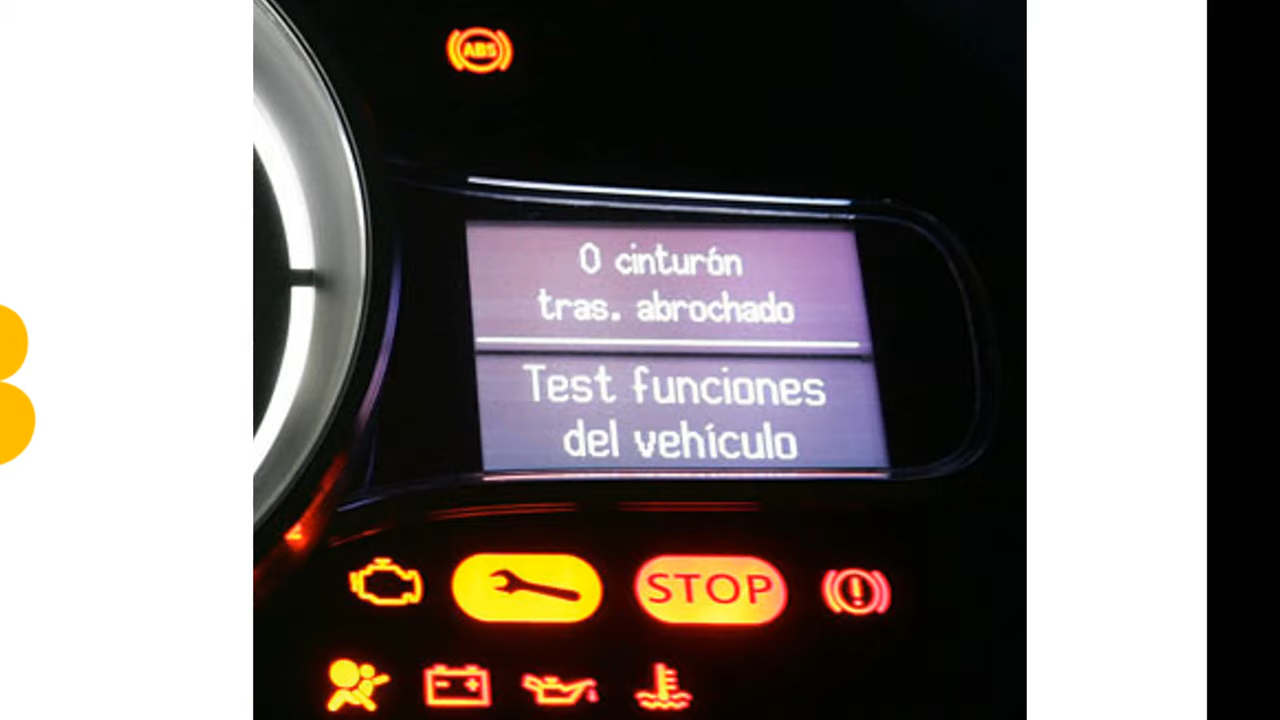 ABS
0 cinturón
tras. abrochado
Test funciones
del vehículo
STOP